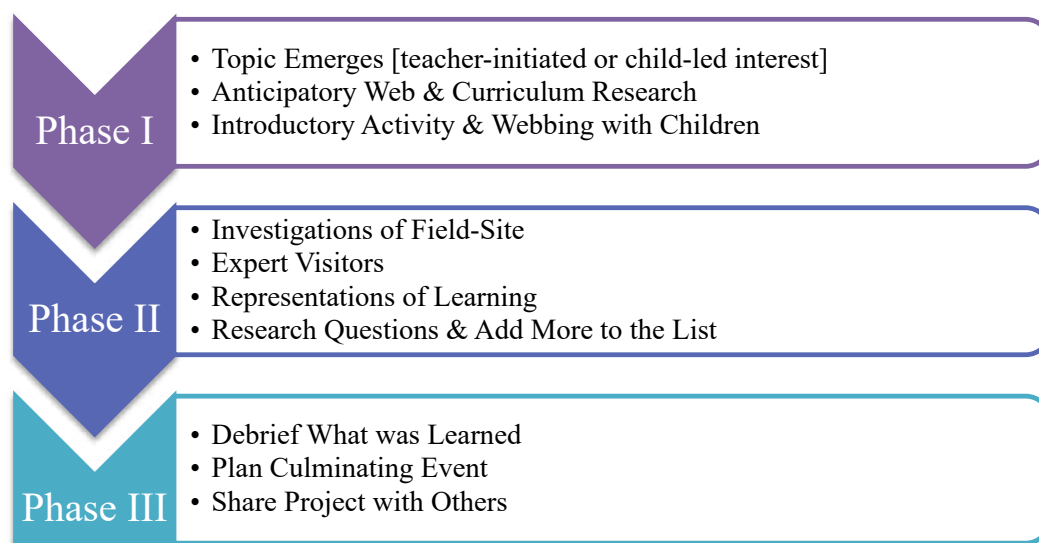 Phase I
• Topic Emerges [teacher-initiated or child-led interest]
• Anticipatory Web & Curriculum Research
• Introductory Activity & Webbing with Children
Phase II
• Investigations of Field-Site
• Expert Visitors
• Representations of Learning
• Research Questions & Add More to the List
Phase III
• Debrief What was Learned
• Plan Culminating Event
• Share Project with Others